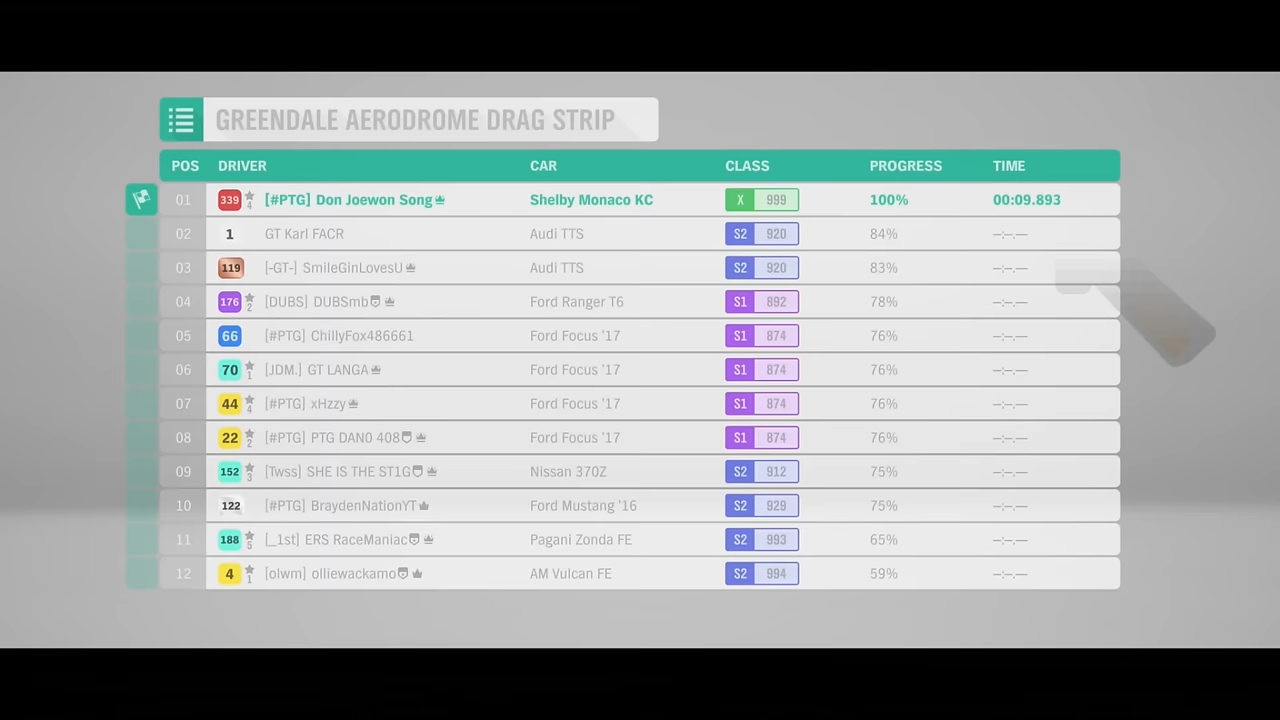 GREENDALE AERODROME DRAG STRIP
POS DRIVER CAR CLASS PROGRESS TIME
01 339 4 [#PTG] Don Joewon Song Shelby Monaco KC X 999 100% 00:09.893
02 1 GT Karl FACR Audi TTS S2 920 84% --:--.---
03 119 [-GT-] SmileGinLovesU Audi TTS S2 920 83% --:--.---
04 176 2 [DUBS] DUBSmb Ford Ranger T6 S1 892 78% --:--.---
05 66 [#PTG] ChillyFox486661 Ford Focus '17 S1 874 76% --:--.---
06 70 1 [JDM.] GT LANGA Ford Focus '17 S1 874 76% --:--.---
07 44 4 [#PTG] xHzzy Ford Focus '17 S1 874 76% --:--.---
08 22 2 [#PTG] PTG DAN0 408 Ford Focus '17 S1 874 76% --:--.---
09 152 3 [Twss] SHE IS THE ST1G Nissan 370Z S2 912 75% --:--.---
10 122 [#PTG] BraydenNationYT Ford Mustang '16 S2 929 75% --:--.---
11 188 5 [_1st] ERS RaceManiac Pagani Zonda FE S2 993 65% --:--.---
12 4 1 [olwm] olliewackamo AM Vulcan FE S2 994 59% --:--.---